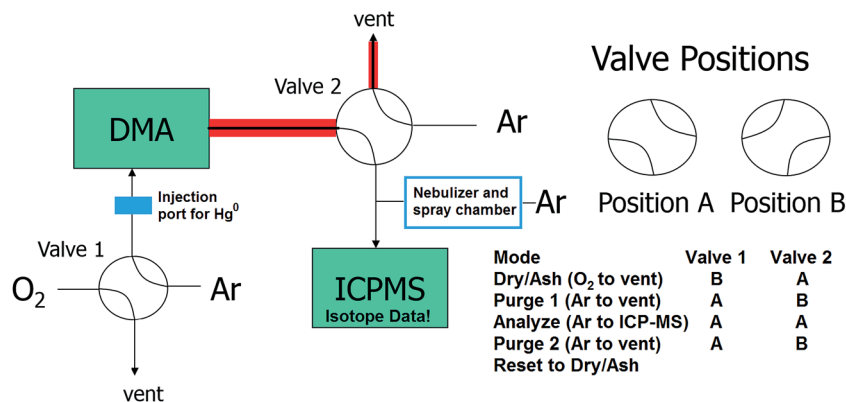 vent
Valve 2
Valve Positions
DMA
Ar
Injection
port for Hg⁰
Nebulizer and
spray chamber
Ar
Position A Position B
Valve 1
O₂
Ar
ICPMS
Isotope Data!
vent
Mode Valve 1 Valve 2
Dry/Ash (O₂ to vent) B A
Purge 1 (Ar to vent) A B
Analyze (Ar to ICP-MS) A A
Purge 2 (Ar to vent) A B
Reset to Dry/Ash